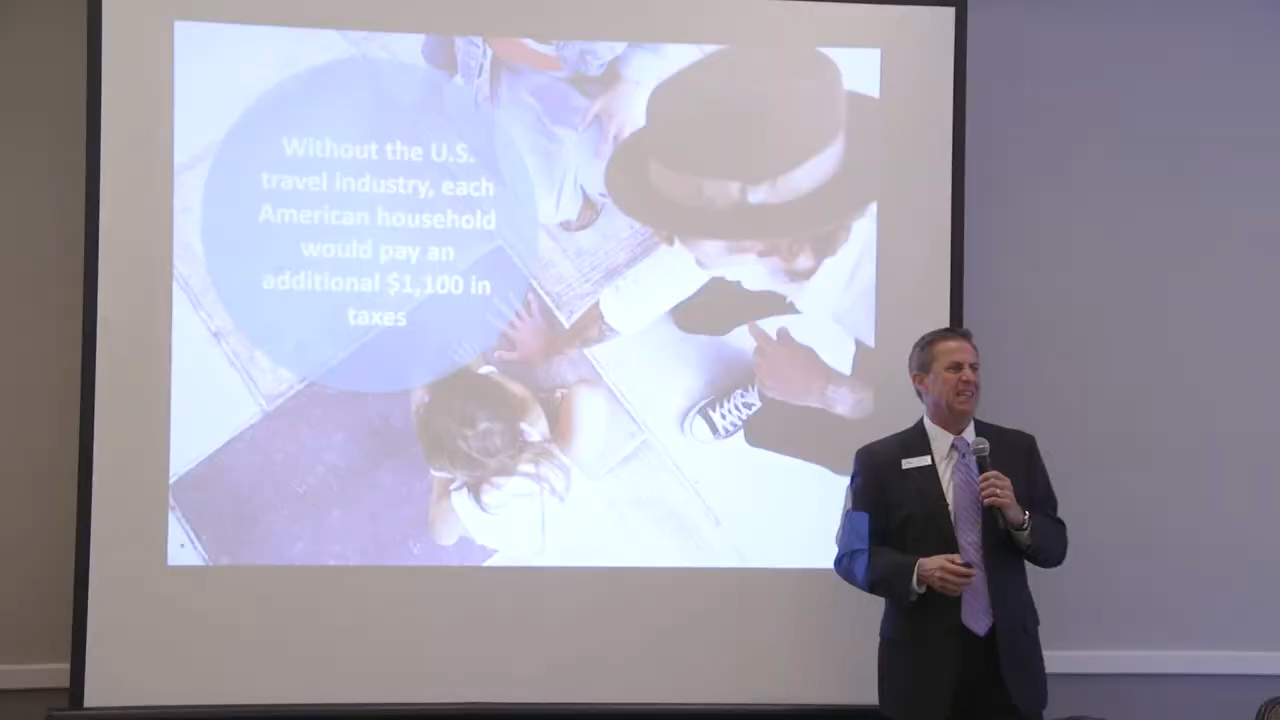 Without the U.S.
travel industry, each
American household
would pay an
additional $1,100 in
taxes